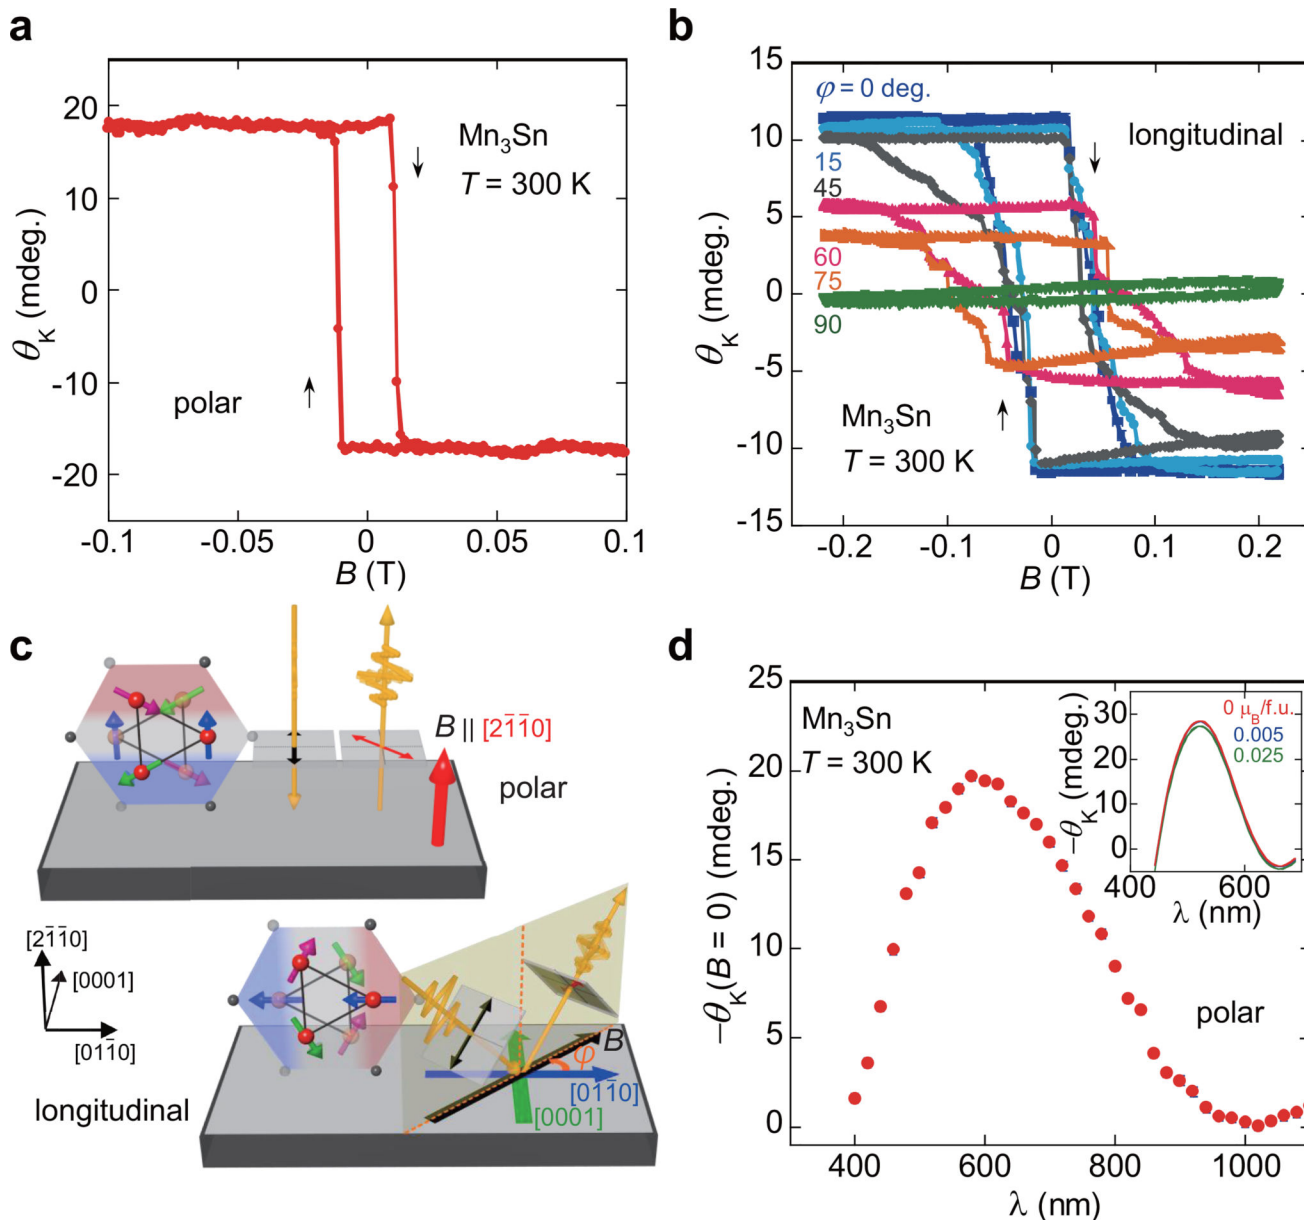 a
20
10
0
-10
-20
θK (mdeg.)
Mn3Sn
T = 300 K
polar
-0.1
-0.05
0
0.05
0.1
B (T)
b
15
10
5
0
-5
-10
-15
θK (mdeg.)
φ = 0 deg.
15
45
60
75
90
longitudinal
Mn3Sn
T = 300 K
-0.2
-0.1
0
0.1
0.2
B (T)
c
B || [2̄1̄10]
polar
[2̄1̄10]
[0001]
[011̄0]
longitudinal
B
φ
[011̄0]
[0001]
d
25
20
15
10
5
0
−θK(B = 0) (mdeg.)
Mn3Sn
T = 300 K
polar
400
600
800
1000
λ (nm)
30
20
10
0
−θK (mdeg.)
0 μB/f.u.
0.005
0.025
400
600
λ (nm)